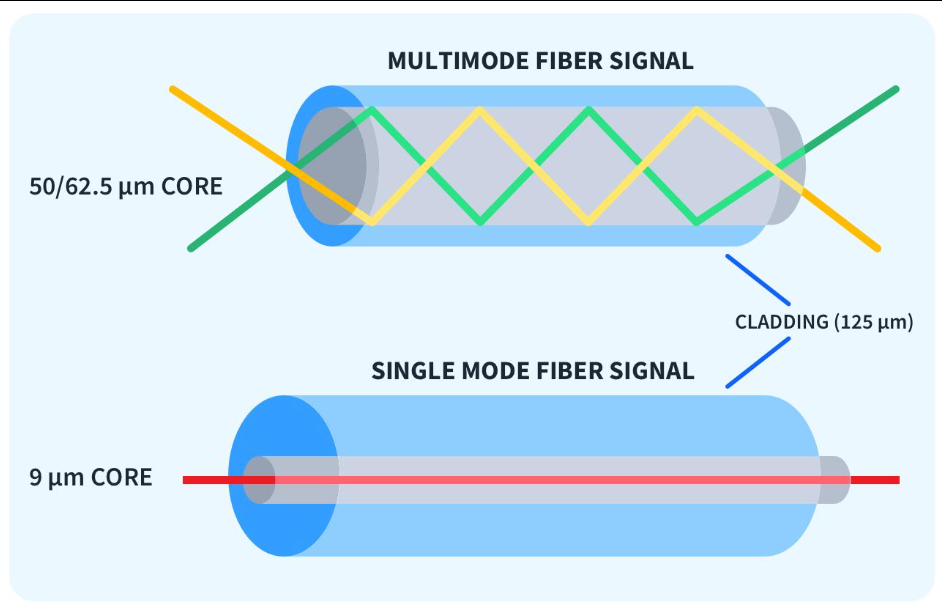 MULTIMODE FIBER SIGNAL
50/62.5 µm CORE
CLADDING (125 µm)
SINGLE MODE FIBER SIGNAL
9 µm CORE